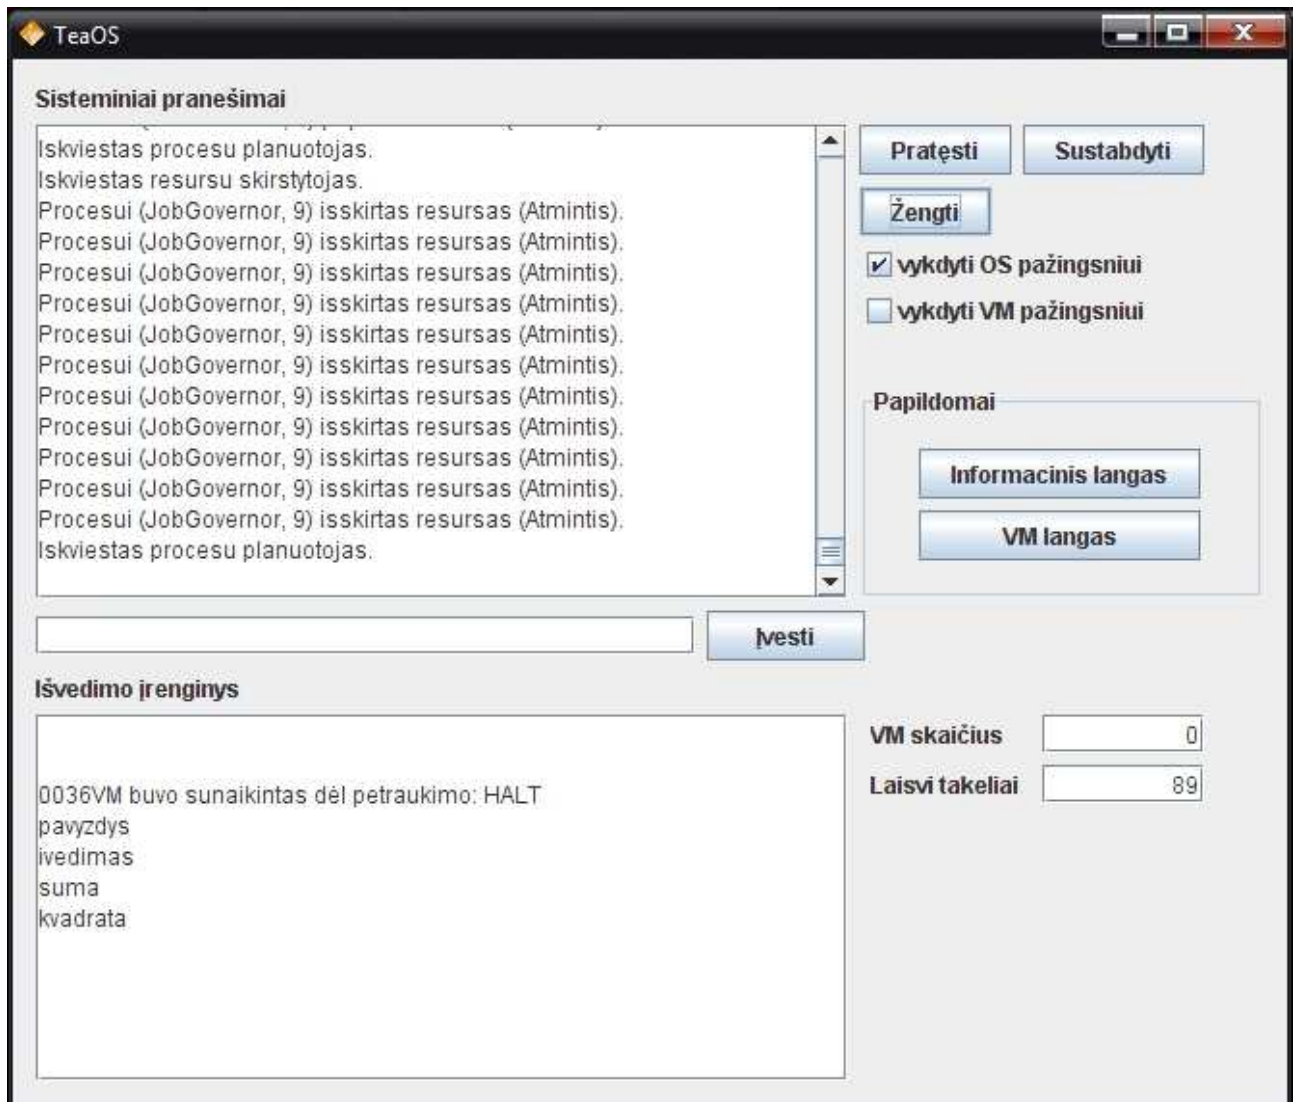 TeaOS
Sisteminiai pranešimai
Iskviestas procesu planuotojas.
Iskviestas resursu skirstytojas.
Procesui (JobGovernor, 9) isskirtas resursas (Atmintis).
Procesui (JobGovernor, 9) isskirtas resursas (Atmintis).
Procesui (JobGovernor, 9) isskirtas resursas (Atmintis).
Procesui (JobGovernor, 9) isskirtas resursas (Atmintis).
Procesui (JobGovernor, 9) isskirtas resursas (Atmintis).
Procesui (JobGovernor, 9) isskirtas resursas (Atmintis).
Procesui (JobGovernor, 9) isskirtas resursas (Atmintis).
Procesui (JobGovernor, 9) isskirtas resursas (Atmintis).
Procesui (JobGovernor, 9) isskirtas resursas (Atmintis).
Procesui (JobGovernor, 9) isskirtas resursas (Atmintis).
Procesui (JobGovernor, 9) isskirtas resursas (Atmintis).
Iskviestas procesu planuotojas.
Pratęsti
Sustabdyti
Žengti
vykdyti OS pažingsniui
vykdyti VM pažingsniui
Papildomai
Informacinis langas
VM langas
Įvesti
Išvedimo įrenginys
0036VM buvo sunaikintas dėl petraukimo: HALT
pavyzdys
ivedimas
suma
kvadrata
VM skaičius 0
Laisvi takeliai 89